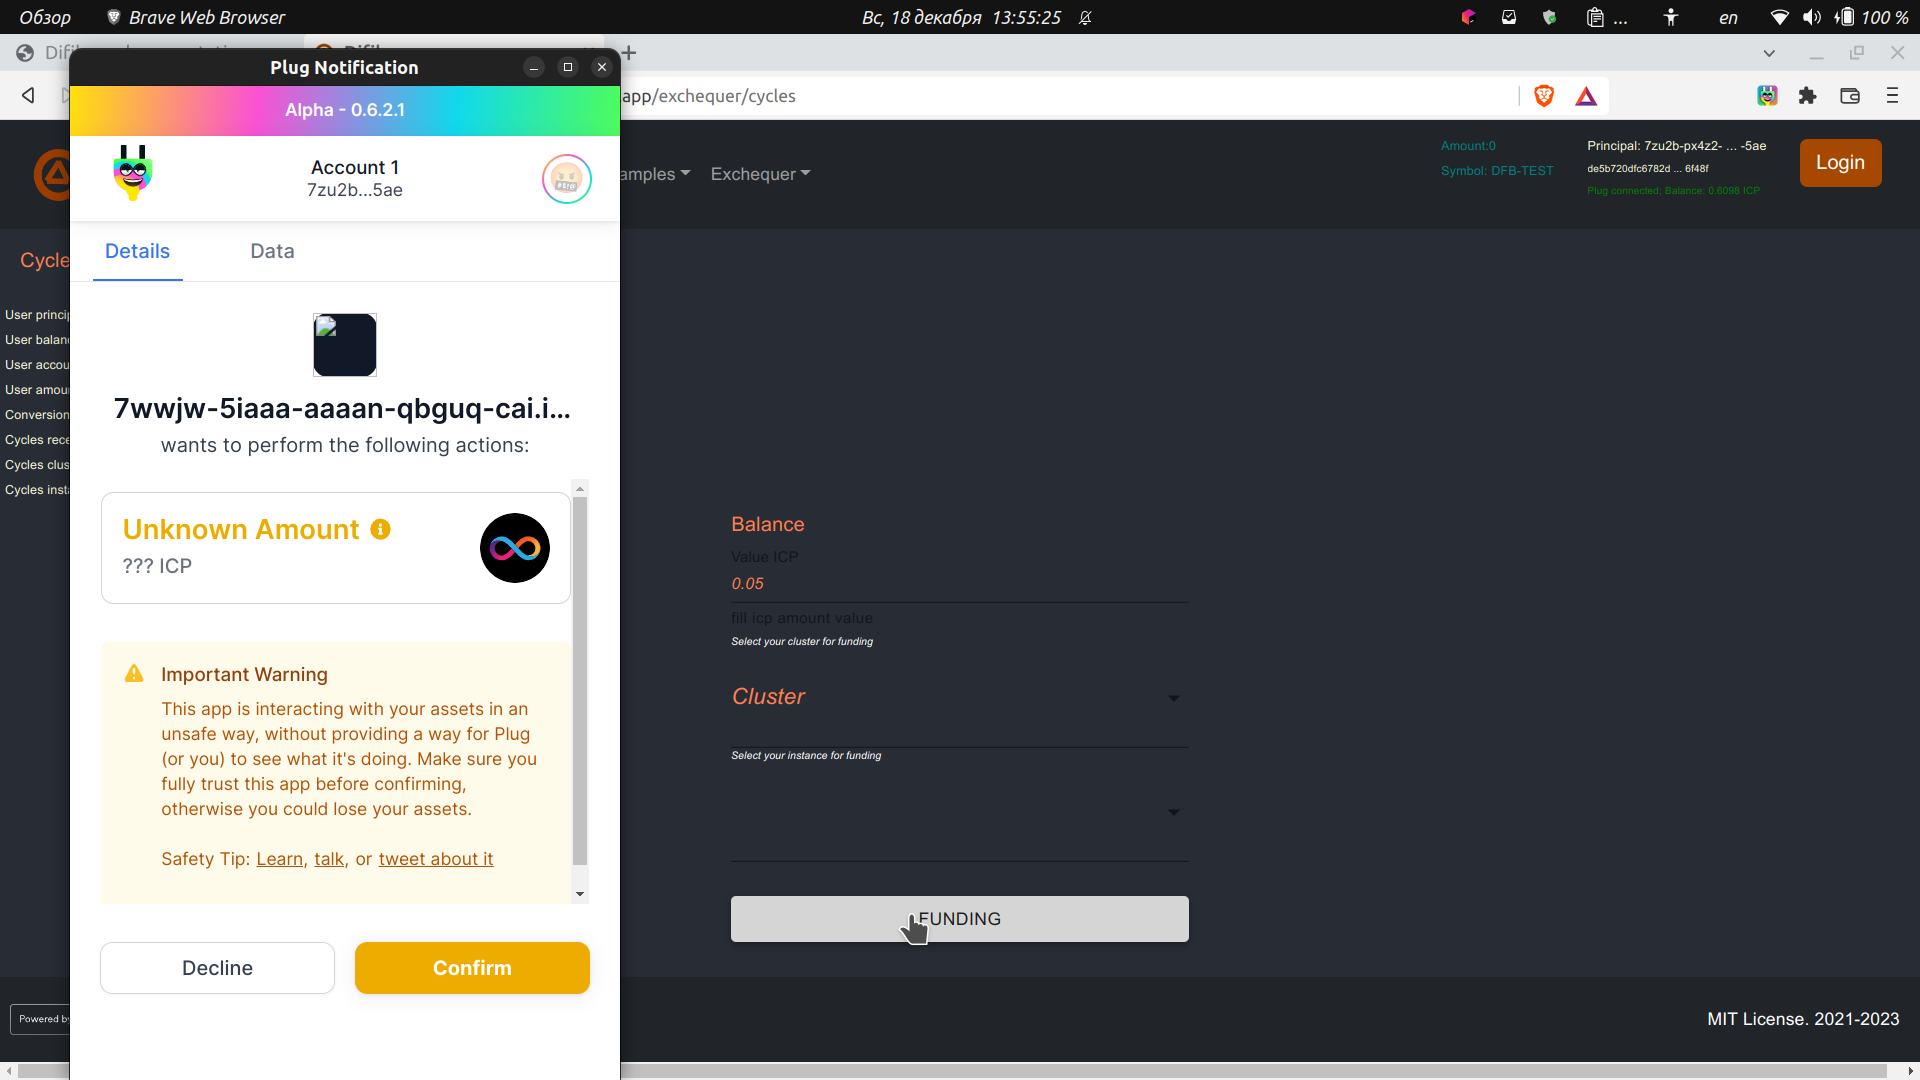 Обзор
Brave Web Browser
Вс, 18 декабря 13:55:25
...
en
100 %
Plug Notification
app/exchequer/cycles
Alpha - 0.6.2.1
Account 1
7zu2b...5ae
amples
Exchequer
Amount:0
Symbol: DFB-TEST
Principal: 7zu2b-px4z2- ... -5ae
de5b720dfc6782d ... 6f48f
Plug connected; Balance: 0.6098 ICP
Login
Details
Data
Cycle
User princip
User balan
User accou
User amou
Conversion
Cycles rece
Cycles clus
Cycles inst
7wwjw-5iaaa-aaaan-qbguq-cai.i...
wants to perform the following actions:
Unknown Amount
??? ICP
Important Warning
This app is interacting with your assets in an
unsafe way, without providing a way for Plug
(or you) to see what it's doing. Make sure you
fully trust this app before confirming,
otherwise you could lose your assets.
Safety Tip: Learn, talk, or tweet about it
Decline
Confirm
Balance
Value ICP
0.05
fill icp amount value
Select your cluster for funding
Cluster
Select your instance for funding
FUNDING
Powered by
MIT License. 2021-2023